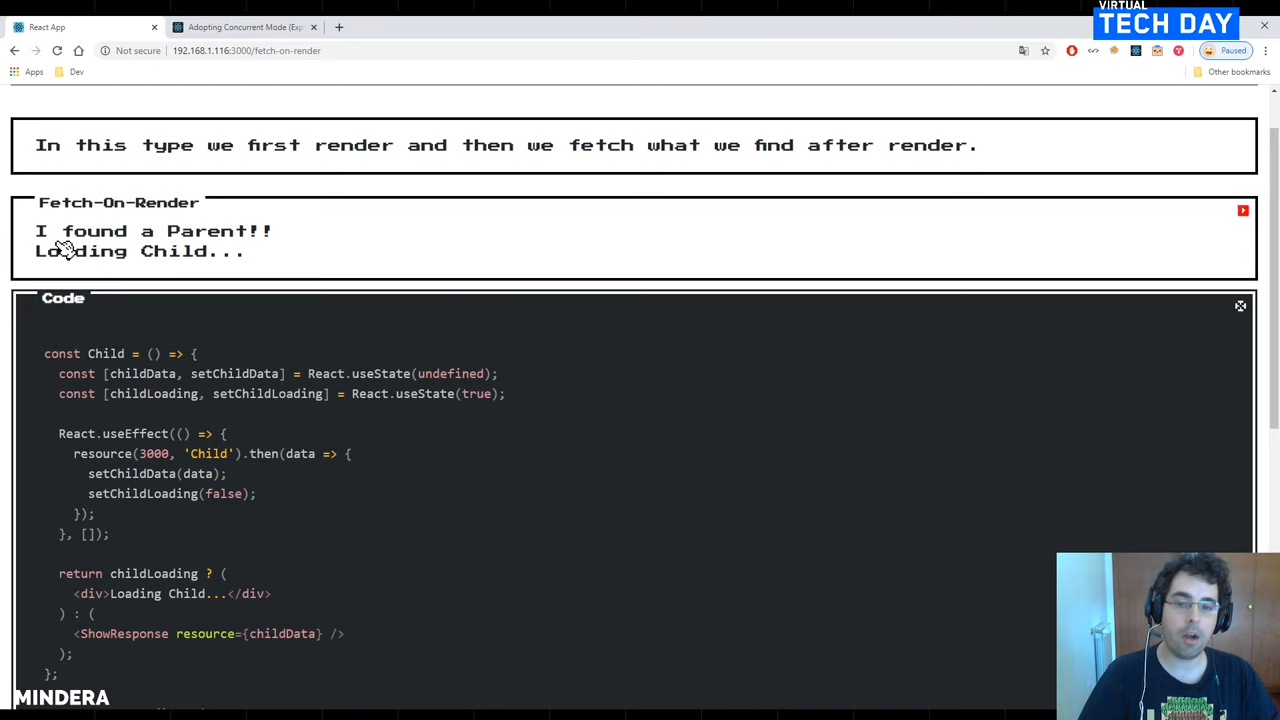 VIRTUAL
TECH DAY
React App
Adopting Concurrent Mode (Exp
Not secure
192.168.1.116:3000/fetch-on-render
Paused
Apps
Dev
Other bookmarks
In this type we first render and then we fetch what we find after render.
Fetch-On-Render
I found a Parent!!
Loading Child...
Code
const Child = () => {
const [childData, setChildData] = React.useState(undefined);
const [childLoading, setChildLoading] = React.useState(true);
React.useEffect(() => {
resource(3000, 'Child').then(data => {
setChildData(data);
setChildLoading(false);
});
}, []);
return childLoading ? (
<div>Loading Child...</div>
) : (
<ShowResponse resource={childData} />
);
};
MINDERA